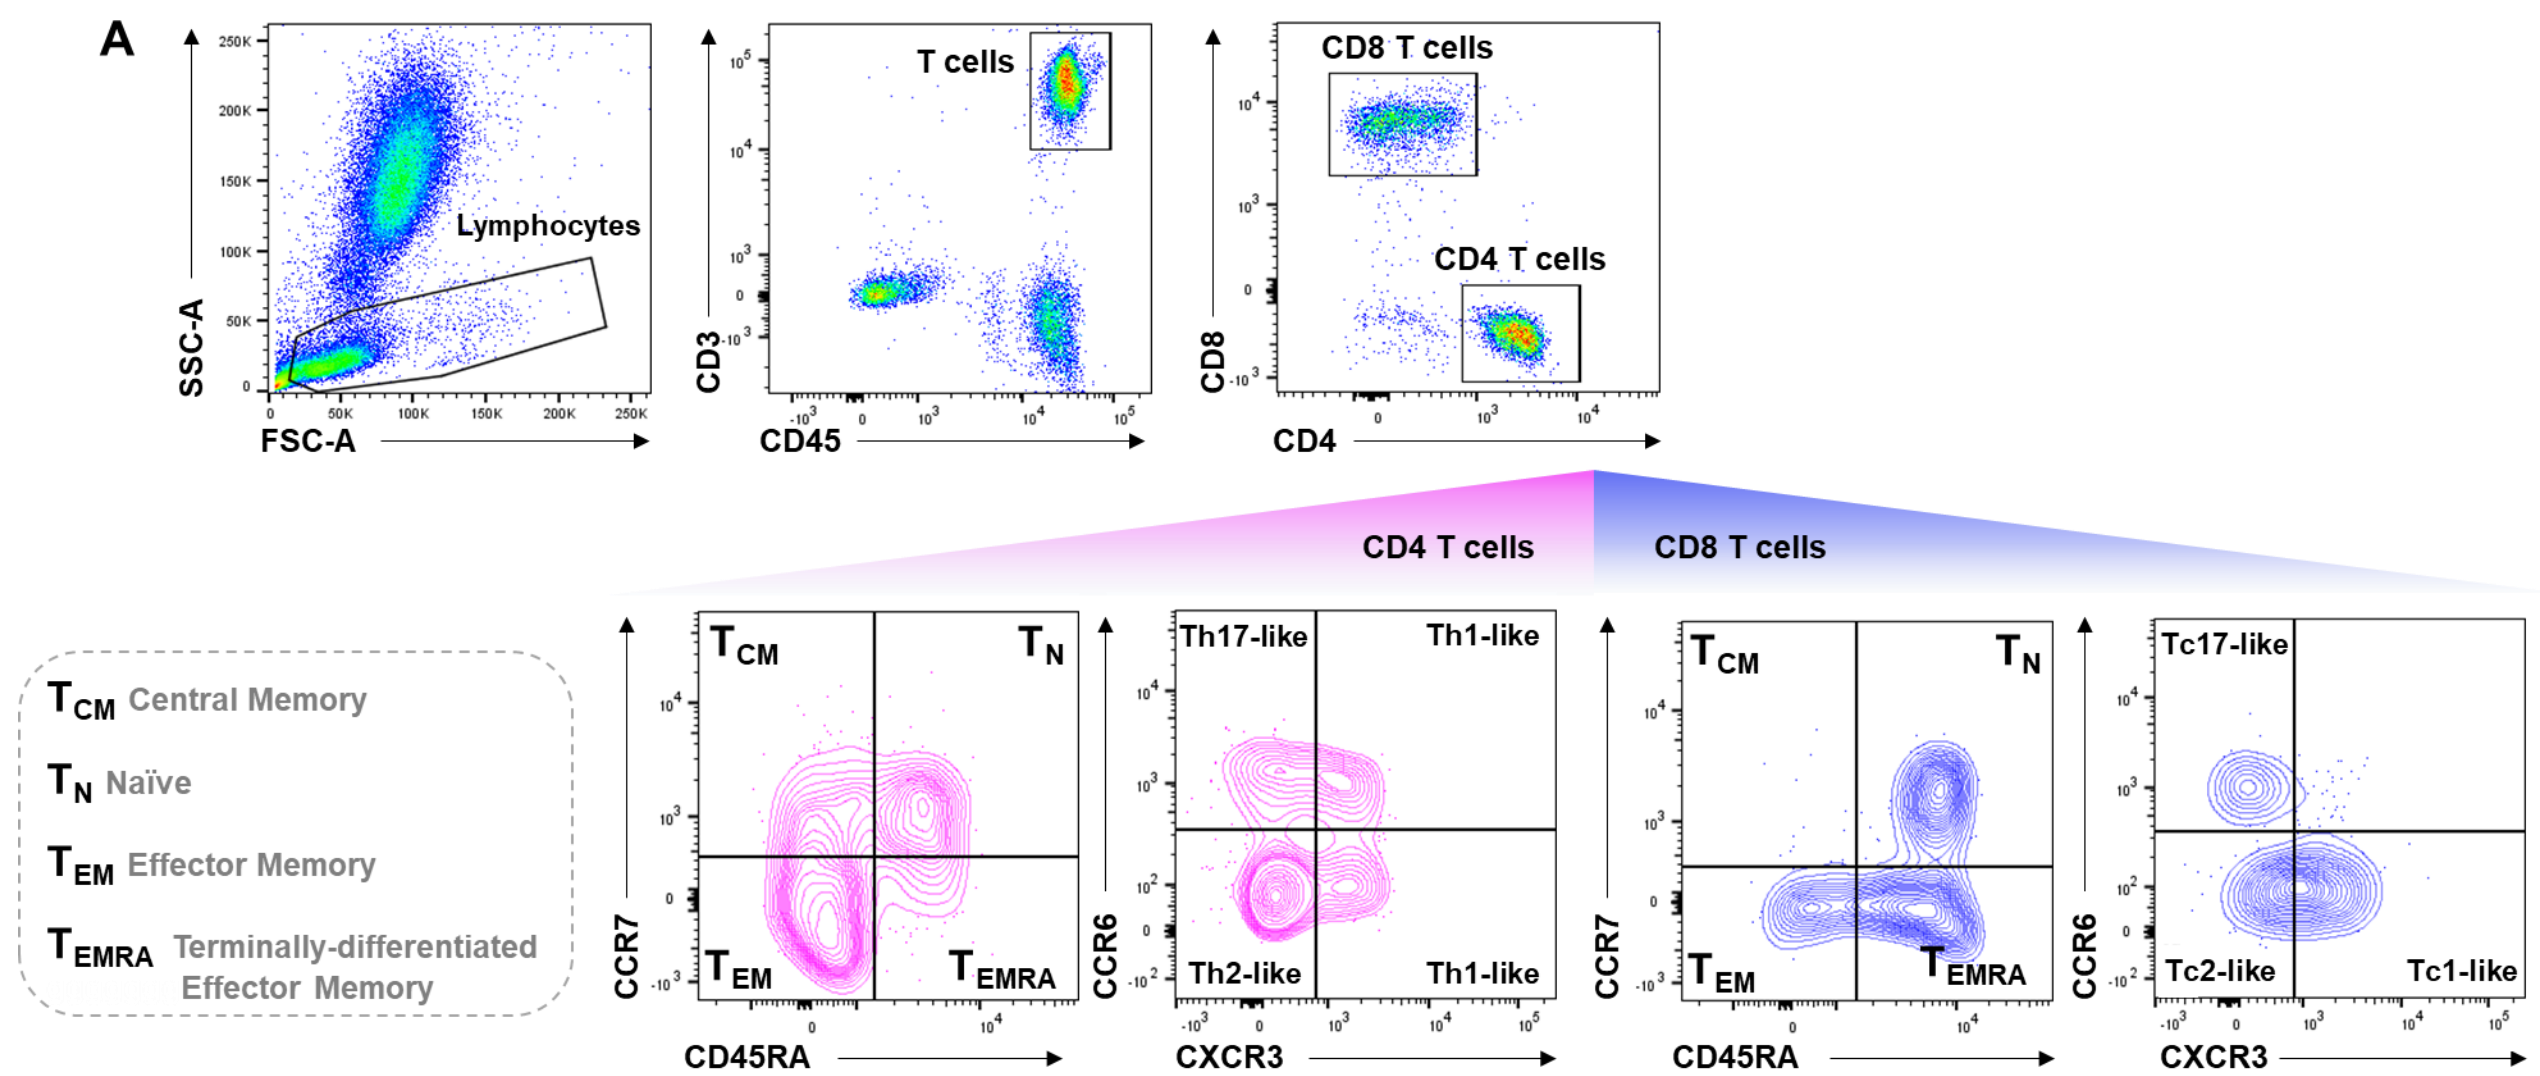 A
250K
200K
150K
100K
50K
0
SSC-A
Lymphocytes
0 50K 100K 150K 200K 250K
FSC-A
T cells
10^5
10^4
10^3
0
-10^3
CD3
-10^3 0 10^3 10^4 10^5
CD45
CD8 T cells
CD4 T cells
10^4
10^3
0
-10^3
CD8
0 10^3 10^4
CD4
CD4 T cells CD8 T cells
T_CM Central Memory
T_N Naïve
T_EM Effector Memory
T_EMRA Terminally-differentiated
Effector Memory
T_CM T_N
T_EM T_EMRA
10^4
10^3
0
-10^3
CCR7
0 10^4
CD45RA
Th17-like Th1-like
Th2-like Th1-like
10^4
10^3
10^2
0
-10^2
CCR6
-10^3 0 10^3 10^4 10^5
CXCR3
T_CM T_N
T_EM T_EMRA
10^4
10^3
0
-10^3
CCR7
0 10^4
CD45RA
Tc17-like
Tc2-like Tc1-like
10^4
10^3
10^2
0
-10^2
CCR6
-10^3 0 10^3 10^4 10^5
CXCR3